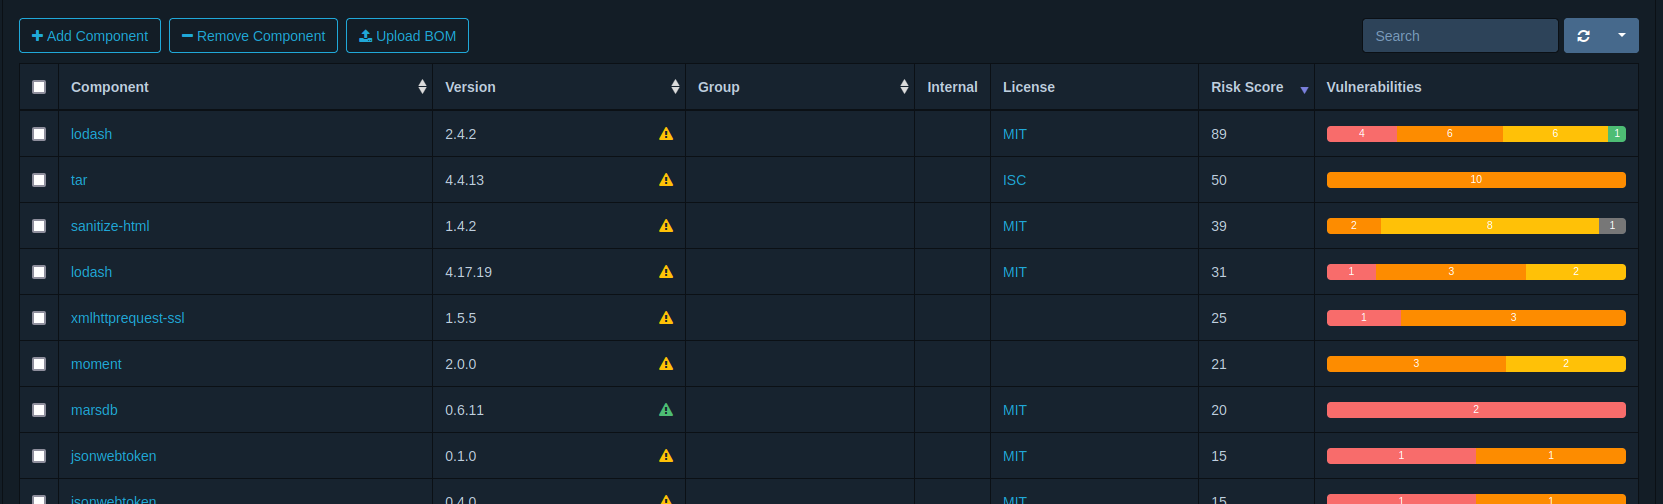 Add Component Remove Component Upload BOM Search
Component Version Group Internal License Risk Score Vulnerabilities
lodash 2.4.2 MIT 89 4 6 6 1
tar 4.4.13 ISC 50 10
sanitize-html 1.4.2 MIT 39 2 8 1
lodash 4.17.19 MIT 31 1 3 2
xmlhttprequest-ssl 1.5.5 25 1 3
moment 2.0.0 21 3 2
marsdb 0.6.11 MIT 20 2
jsonwebtoken 0.1.0 MIT 15 1 1
jsonwebtoken 0.4.0 MIT 15 1 1